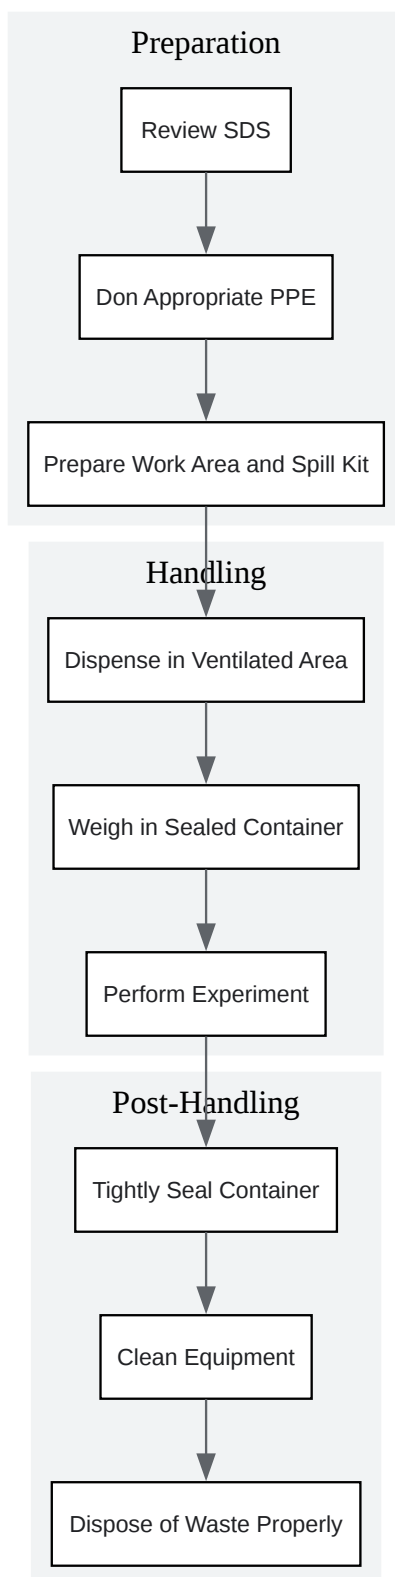 Preparation
Review SDS
Don Appropriate PPE
Prepare Work Area and Spill Kit
Handling
Dispense in Ventilated Area
Weigh in Sealed Container
Perform Experiment
Post-Handling
Tightly Seal Container
Clean Equipment
Dispose of Waste Properly